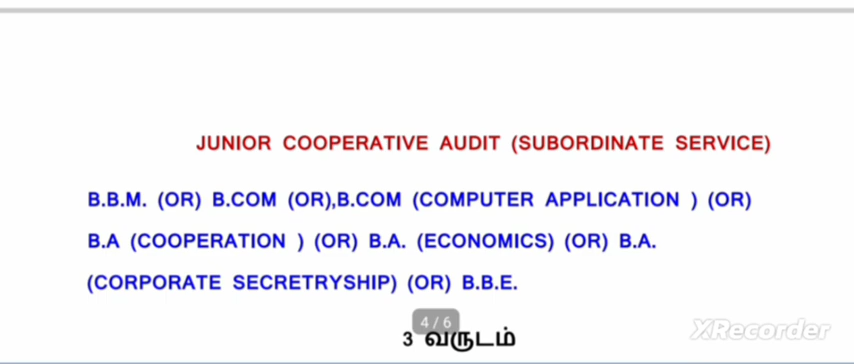 JUNIOR COOPERATIVE AUDIT (SUBORDINATE SERVICE)
B.B.M. (OR) B.COM (OR),B.COM (COMPUTER APPLICATION ) (OR)
B.A (COOPERATION ) (OR) B.A. (ECONOMICS) (OR) B.A.
(CORPORATE SECRETRYSHIP) (OR) B.B.E.
4 / 6
3 வருடம்
XRecorder